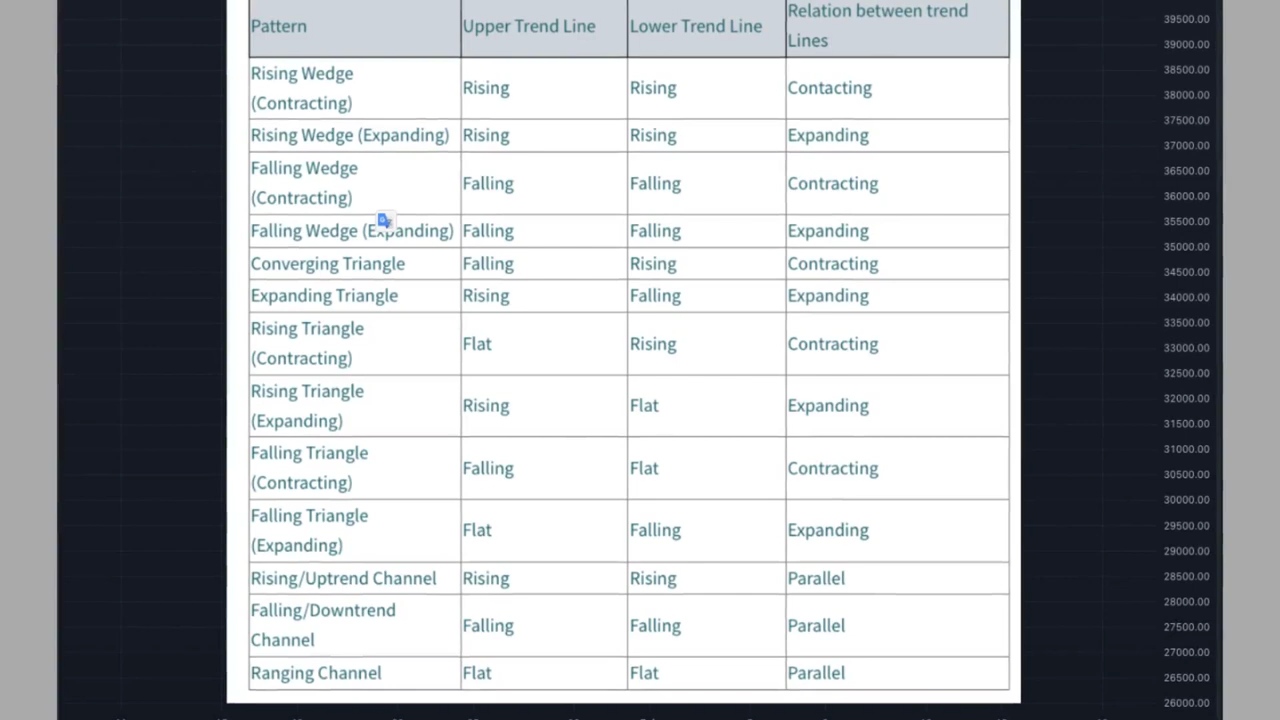 Pattern Upper Trend Line Lower Trend Line Relation between trend
Lines
Rising Wedge
(Contracting) Rising Rising Contacting
Rising Wedge (Expanding) Rising Rising Expanding
Falling Wedge
(Contracting) Falling Falling Contracting
Falling Wedge (Expanding) Falling Falling Expanding
Converging Triangle Falling Rising Contracting
Expanding Triangle Rising Falling Expanding
Rising Triangle
(Contracting) Flat Rising Contracting
Rising Triangle
(Expanding) Rising Flat Expanding
Falling Triangle
(Contracting) Falling Flat Contracting
Falling Triangle
(Expanding) Flat Falling Expanding
Rising/Uptrend Channel Rising Rising Parallel
Falling/Downtrend
Channel Falling Falling Parallel
Ranging Channel Flat Flat Parallel
39500.00
39000.00
38500.00
38000.00
37500.00
37000.00
36500.00
36000.00
35500.00
35000.00
34500.00
34000.00
33500.00
33000.00
32500.00
32000.00
31500.00
31000.00
30500.00
30000.00
29500.00
29000.00
28500.00
28000.00
27500.00
27000.00
26500.00
26000.00